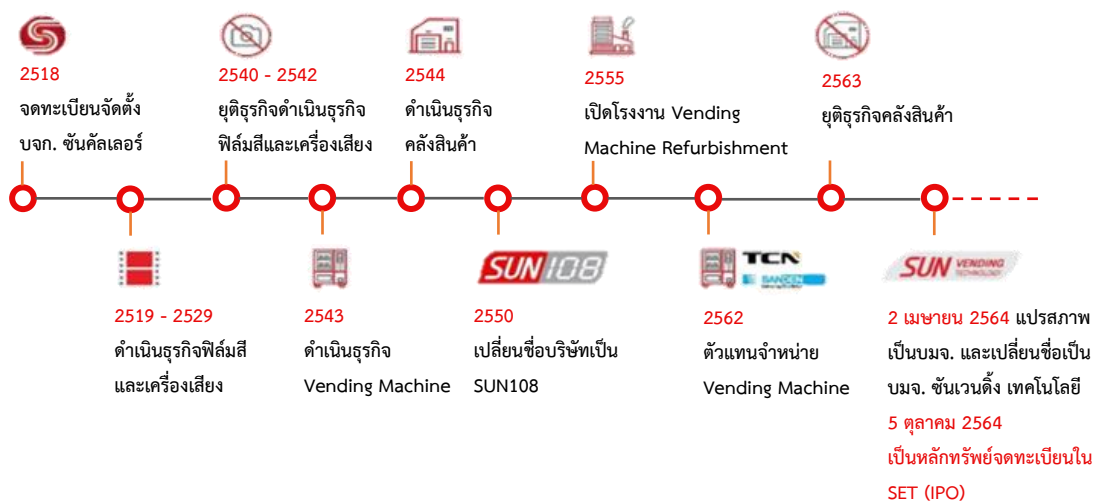 2518
จดทะเบียนจัดตั้ง
บจก. ซันคัลเลอร์
2519 - 2529
ดำเนินธุรกิจฟิล์มสี
และเครื่องเสียง
2540 - 2542
ยุติธุรกิจดำเนินธุรกิจ
ฟิล์มสีและเครื่องเสียง
2543
ดำเนินธุรกิจ
Vending Machine
2544
ดำเนินธุรกิจ
คลังสินค้า
SUN 108
2550
เปลี่ยนชื่อบริษัทเป็น
SUN108
2555
เปิดโรงงาน Vending
Machine Refurbishment
TCN
SANDEN
2562
ตัวแทนจำหน่าย
Vending Machine
2563
ยุติธุรกิจคลังสินค้า
SUN VENDING
TECHNOLOGY
2 เมษายน 2564 แปรสภาพ
เป็นบมจ. และเปลี่ยนชื่อเป็น
บมจ. ซันเวนดิ้ง เทคโนโลยี
5 ตุลาคม 2564
เป็นหลักทรัพย์จดทะเบียนใน
SET (IPO)